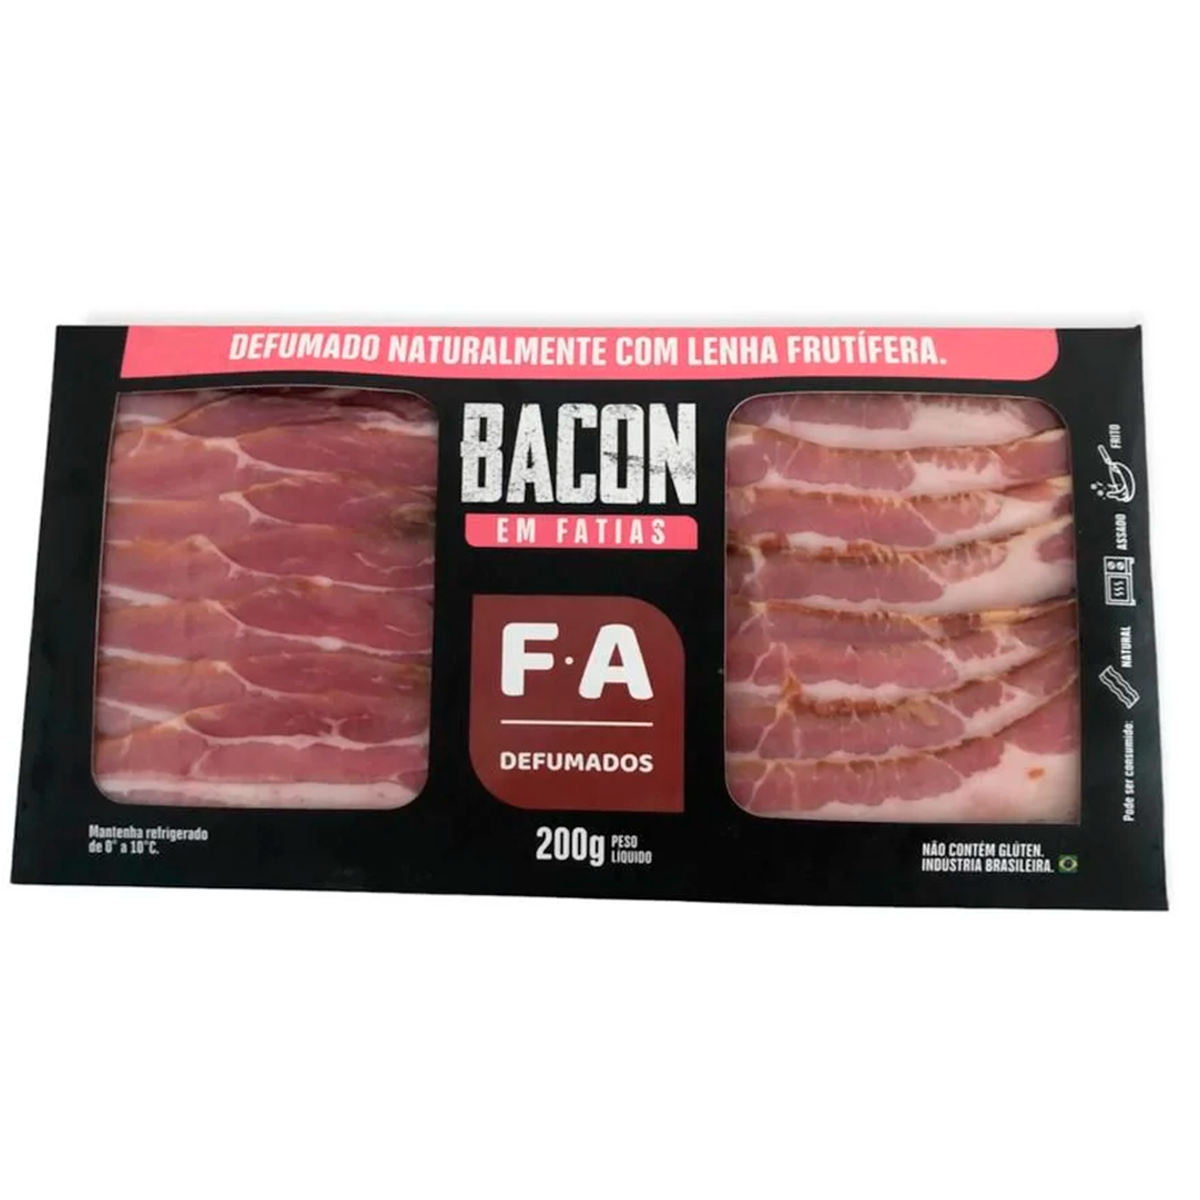 DEFUMADO NATURALMENTE COM LENHA FRUTÍFERA.
BACON
EM FATIAS
F·A
DEFUMADOS
200g PESO
LÍQUIDO
Mantenha refrigerado
de 0° a 10°C.
NÃO CONTÉM GLÚTEN.
INDÚSTRIA BRASILEIRA.
Pode ser consumido:
NATURAL
ASSADO
FRITO